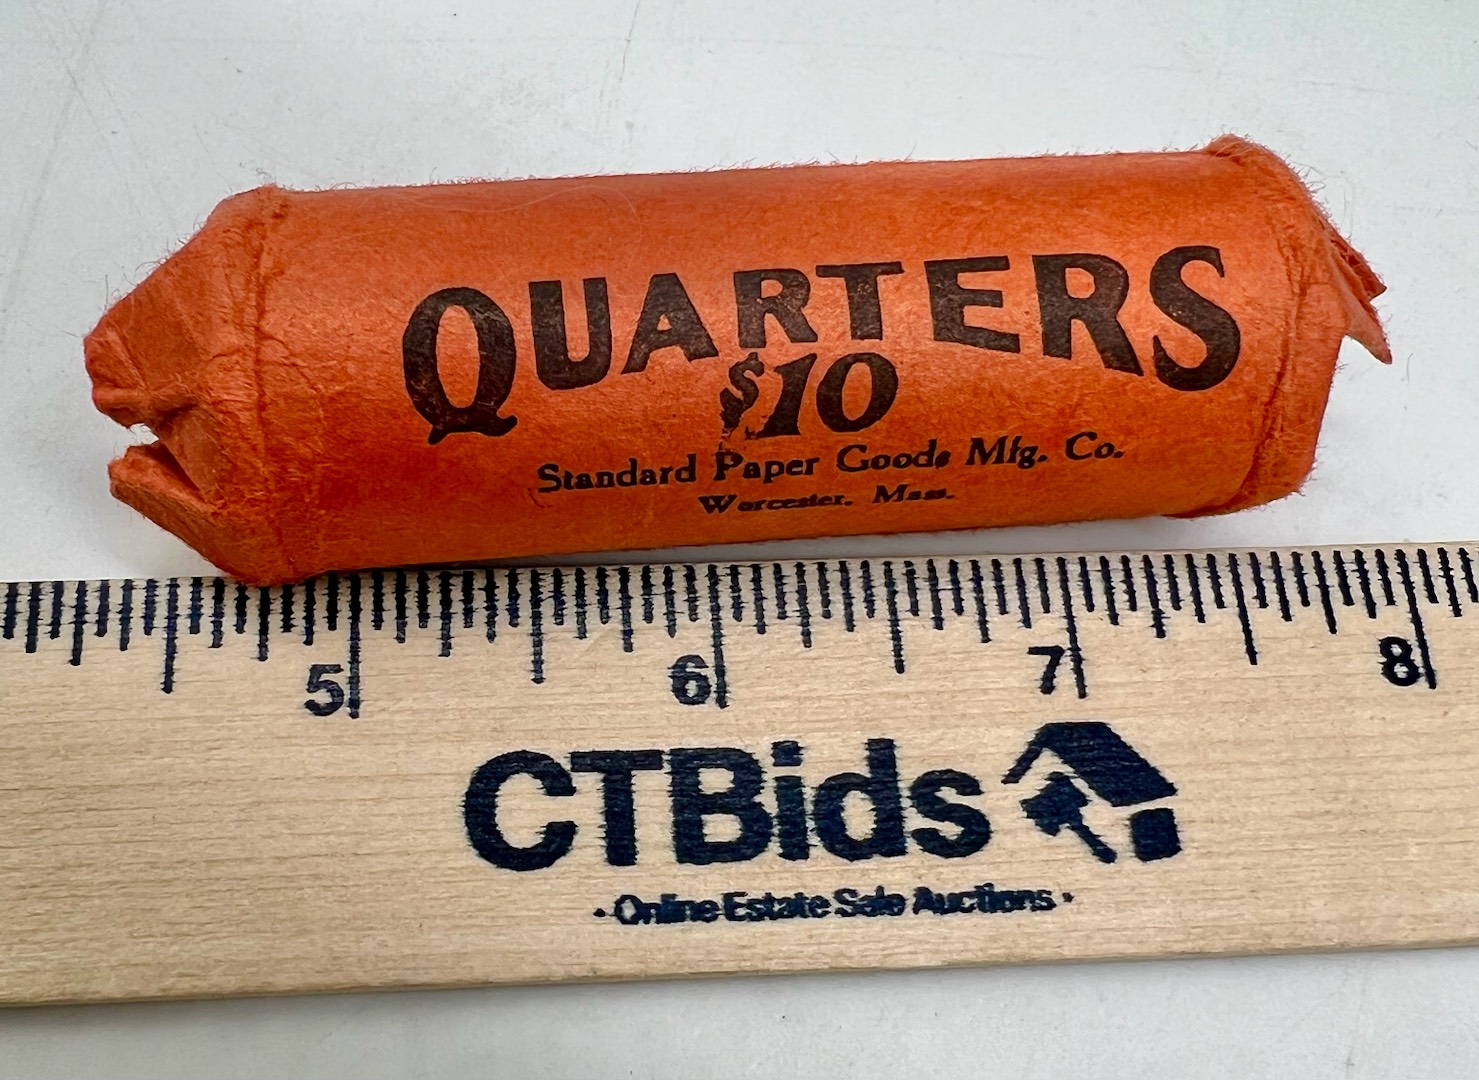 QUARTERS
$10
Standard Paper Goods Mfg. Co.
Worcester, Mass.
5 6 7 8
CTBids
· Online Estate Sale Auctions ·